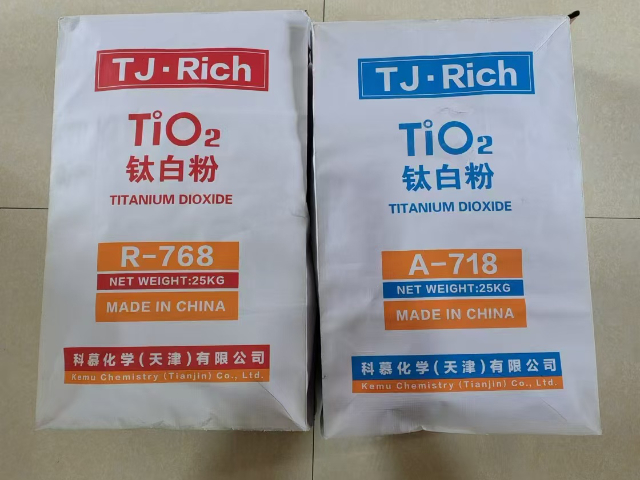 TJ·Rich
TiO₂
钛白粉
TITANIUM DIOXIDE
R-768
NET WEIGHT:25KG
MADE IN CHINA
科慕化学(天津)有限公司
Kemu Chemistry (Tianjin) Co., Ltd.
TJ·Rich
TiO₂
钛白粉
TITANIUM DIOXIDE
A-718
NET WEIGHT:25KG
MADE IN CHINA
科慕化学(天津)有限公司
Kemu Chemistry (Tianjin) Co., Ltd.